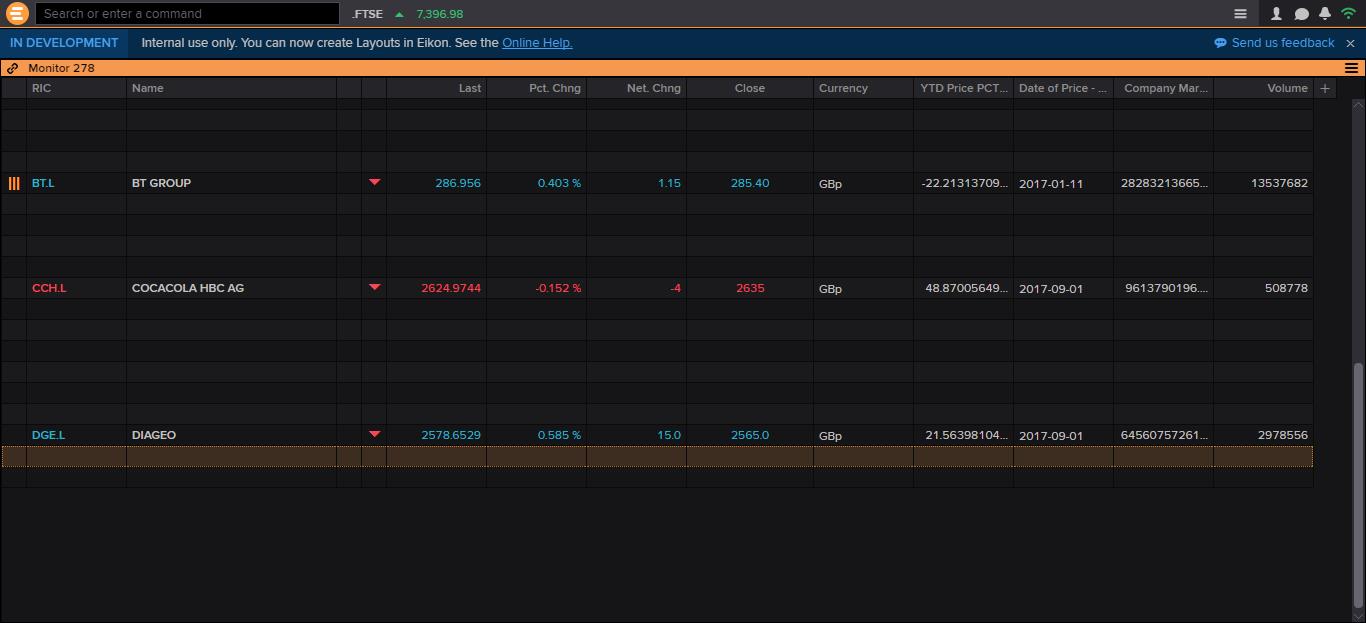 Search or enter a command .FTSE 7,396.98
IN DEVELOPMENT Internal use only. You can now create Layouts in Eikon. See the Online Help. Send us feedback
Monitor 278
RIC Name Last Pct. Chng Net. Chng Close Currency YTD Price PCT... Date of Price - ... Company Mar... Volume +
BT.L BT GROUP 286.956 0.403 % 1.15 285.40 GBp -22.21313709... 2017-01-11 28283213665... 13537682
CCH.L COCACOLA HBC AG 2624.9744 -0.152 % -4 2635 GBp 48.87005649... 2017-09-01 9613790196.... 508778
DGE.L DIAGEO 2578.6529 0.585 % 15.0 2565.0 GBp 21.56398104... 2017-09-01 64560757261... 2978556